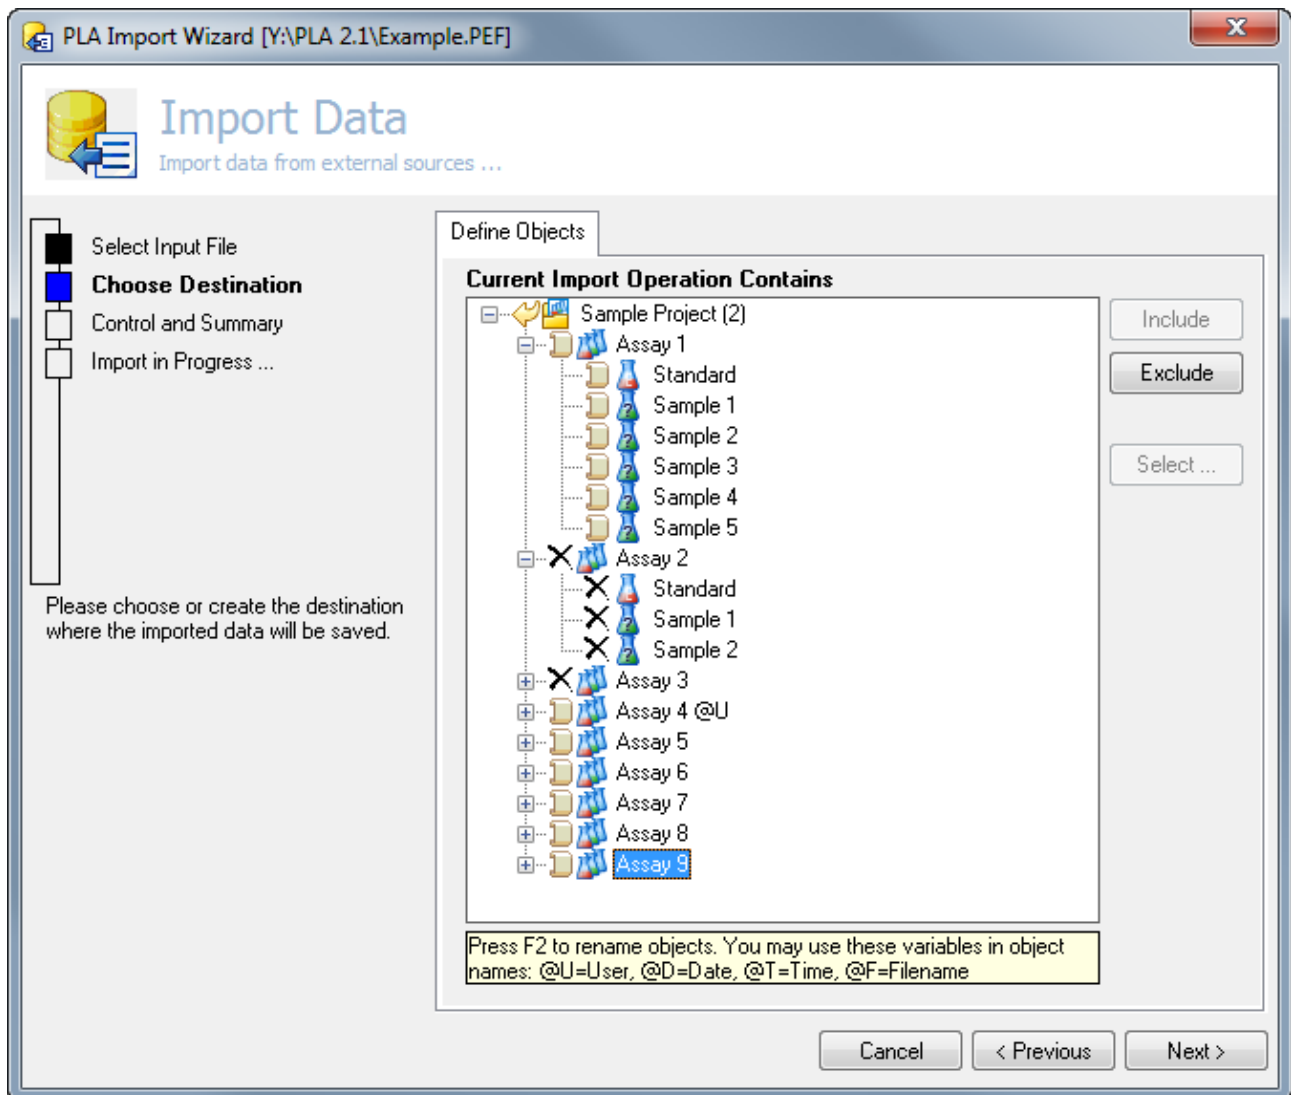 PLA Import Wizard [Y:\PLA 2.1\Example.PEF]
Import Data
Import data from external sources ...
Select Input File
Choose Destination
Control and Summary
Import in Progress ...
Please choose or create the destination
where the imported data will be saved.
Define Objects
Current Import Operation Contains
Sample Project (2)
Assay 1
Standard
Sample 1
Sample 2
Sample 3
Sample 4
Sample 5
Assay 2
Standard
Sample 1
Sample 2
Assay 3
Assay 4 @U
Assay 5
Assay 6
Assay 7
Assay 8
Assay 9
Press F2 to rename objects. You may use these variables in object
names: @U=User, @D=Date, @T=Time, @F=Filename
Include
Exclude
Select ...
Cancel
< Previous
Next >